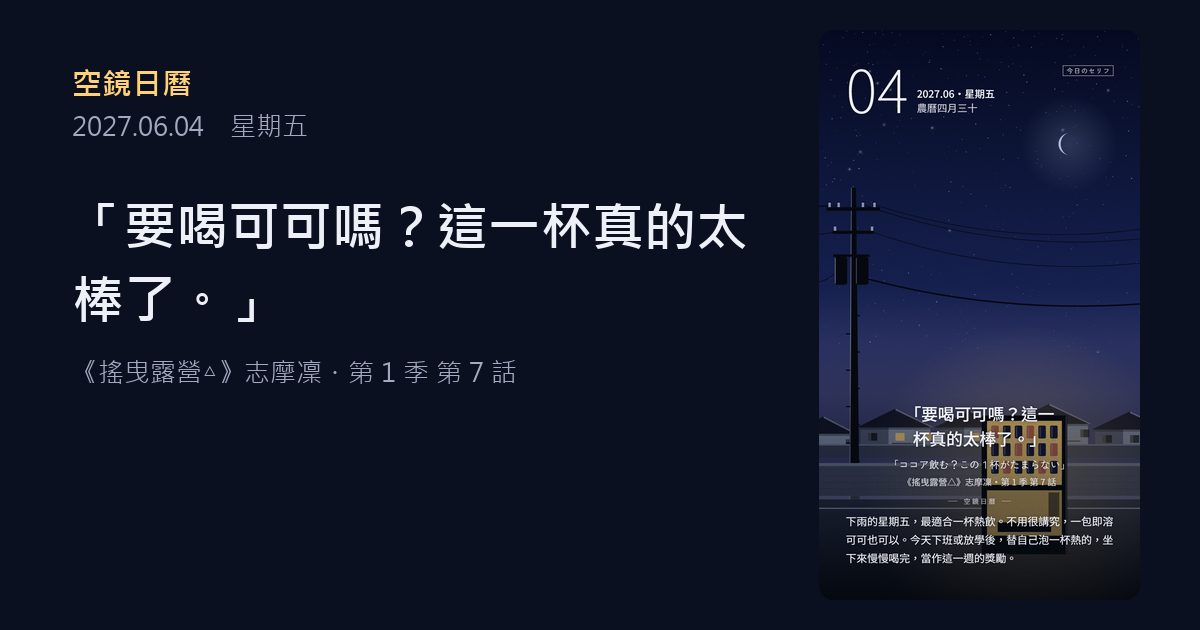 空鏡日曆
2027.06.04　星期五
「要喝可可嗎？這一杯真的太
棒了。」
《搖曳露營△》志摩凜・第 1 季 第 7 話
04
2027.06・星期五
農曆四月三十
今日のセリフ
「要喝可可嗎？這一
杯真的太棒了。」
「ココア飲む？この 1 杯がたまらない」
《搖曳露營△》志摩凜・第 1 季 第 7 話
— 空鏡日曆 —
下雨的星期五，最適合一杯熱飲。不用很講究，一包即溶
可可也可以。今天下班或放學後，替自己泡一杯熱的，坐
下來慢慢喝完，當作這一週的獎勵。